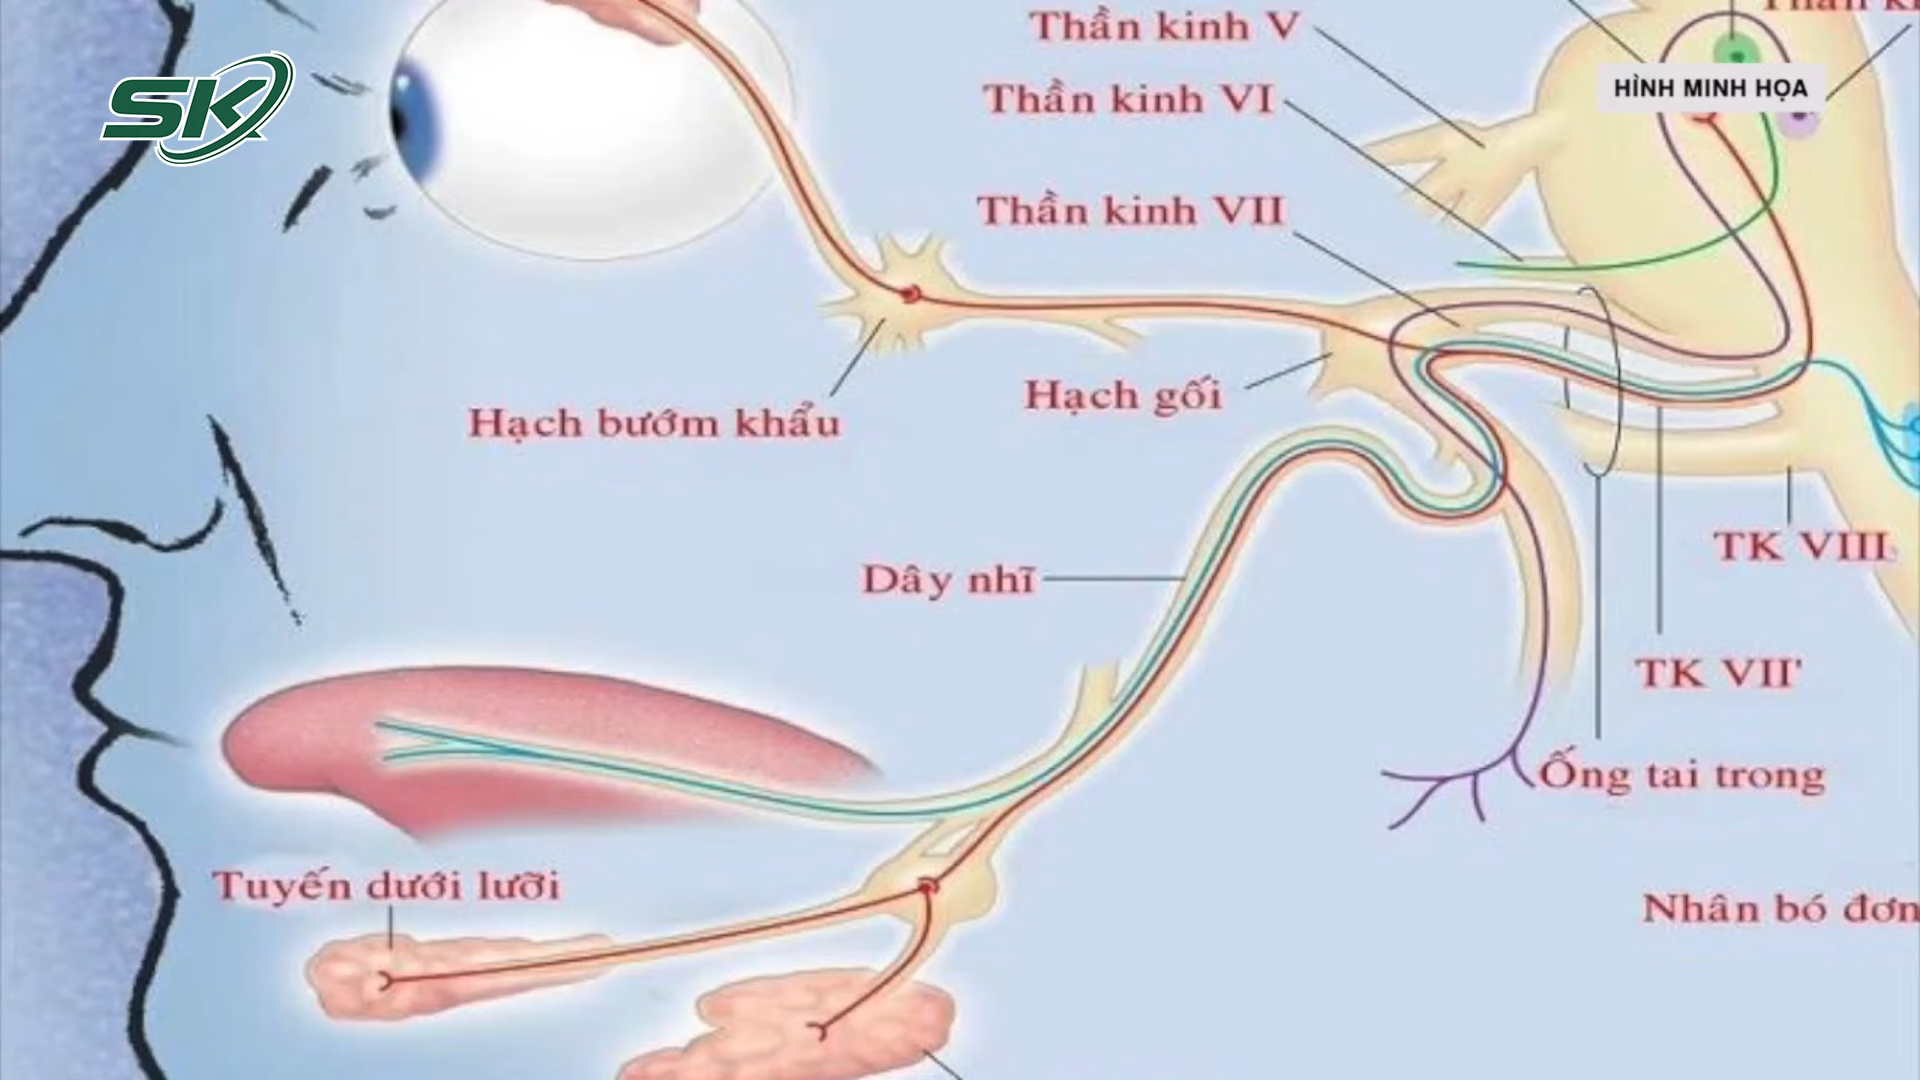 Thần kinh V
SK
HÌNH MINH HỌA
Thần kinh VI
Thần kinh VII
Hạch gối
Hạch bướm khẩu
TK VIII
Dây nhĩ
TK VII'
Ống tai trong
Tuyến dưới lưỡi
Nhân bó đơn